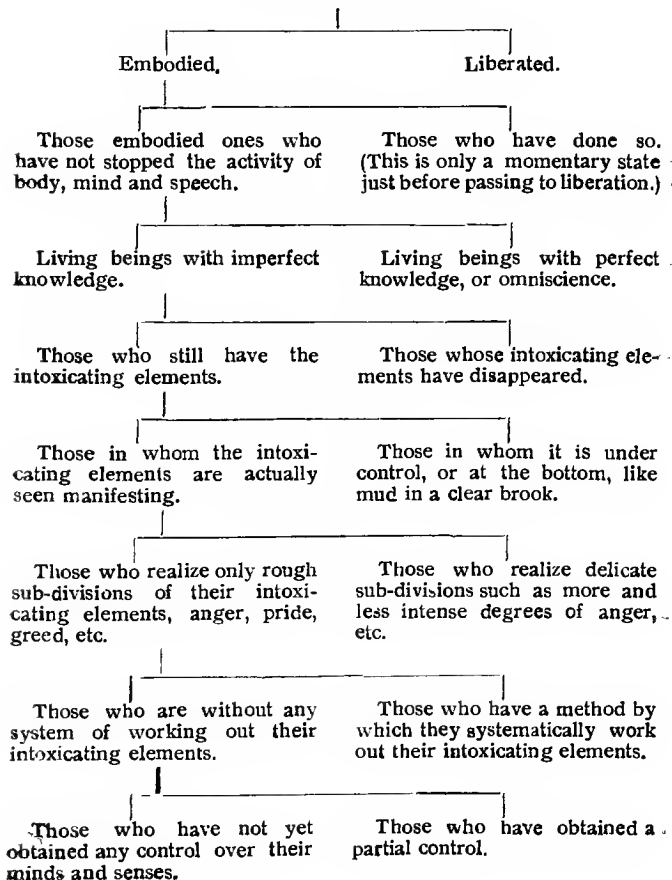 Embodied.
Liberated.
Those embodied ones who
have not stopped the activity of
body, mind and speech.
Those who have done so.
(This is only a momentary state
just before passing to liberation.)
Living beings with imperfect
knowledge.
Living beings with perfect
knowledge, or omniscience.
Those who still have the
intoxicating elements.
Those whose intoxicating ele-
ments have disappeared.
Those in whom the intoxi-
cating elements are actually
seen manifesting.
Those in whom it is under
control, or at the bottom, like
mud in a clear brook.
Those who realize only rough
sub-divisions of their intoxi-
cating elements, anger, pride,
greed, etc.
Those who realize delicate
sub-divisions such as more and
less intense degrees of anger,
etc.
Those who are without any
system of working out their
intoxicating elements.
Those who have a method by
which they systematically work
out their intoxicating elements.
Those who have not yet
obtained any control over their
minds and senses.
Those who have obtained a
partial control.